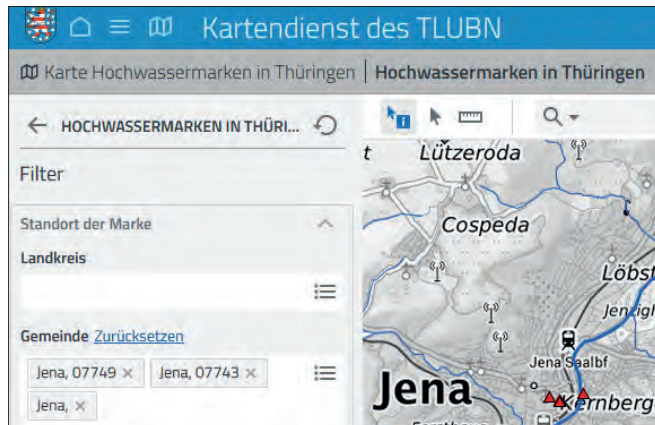 Kartendienst des TLUBN
Karte Hochwassermarken in Thüringen | Hochwassermarken in Thüringen
HOCHWASSERMARKEN IN THÜRI...
Filter
Standort der Marke
Landkreis
Gemeinde Zurücksetzen
Jena, 07749 × Jena, 07743 ×
Jena, ×
t Lützeroda
Cospeda
Löbst
Jenzigh
Jena Saalbf
Jena
Kernberg